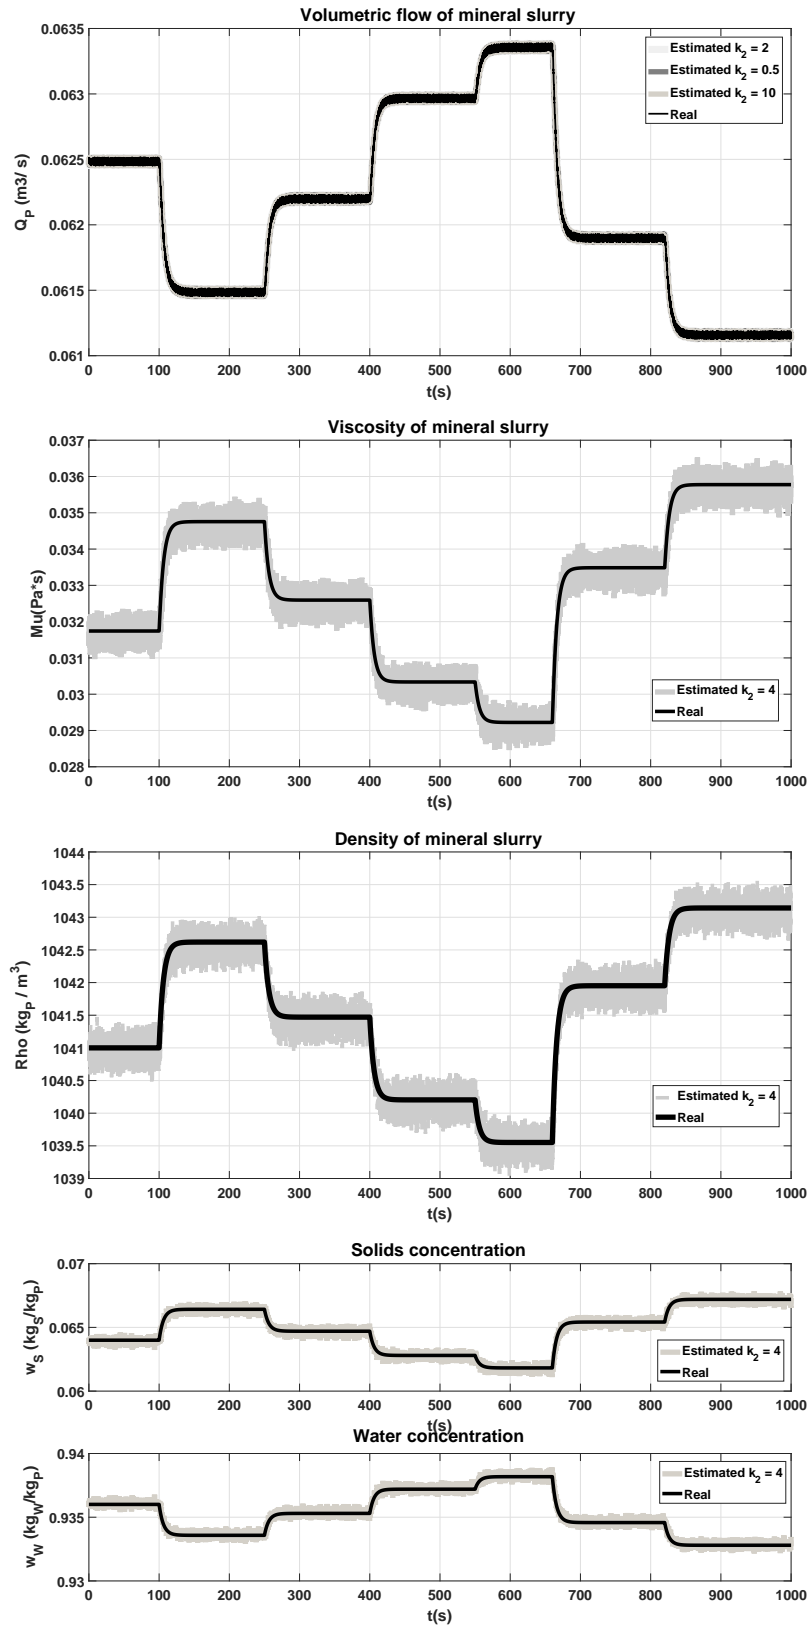 Volumetric flow of mineral slurry
0.0635
0.063
0.0625
0.062
0.0615
0.061
Q_P (m3/ s)
Estimated k_2 = 2
Estimated k_2 = 0.5
Estimated k_2 = 10
Real
0 100 200 300 400 500 600 700 800 900 1000
t(s)
Viscosity of mineral slurry
0.037
0.036
0.035
0.034
0.033
0.032
0.031
0.03
0.029
0.028
Mu(Pa*s)
Estimated k_2 = 4
Real
0 100 200 300 400 500 600 700 800 900 1000
t(s)
Density of mineral slurry
1044
1043.5
1043
1042.5
1042
1041.5
1041
1040.5
1040
1039.5
1039
Rho (kg_P / m^3)
Estimated k_2 = 4
Real
0 100 200 300 400 500 600 700 800 900 1000
t(s)
Solids concentration
0.07
0.065
0.06
w_S (kg_S/kg_P)
Estimated k_2 = 4
Real
0 100 200 300 400 500 600 700 800 900 1000
t(s)
Water concentration
0.94
0.935
0.93
w_W (kg_W/kg_P)
Estimated k_2 = 4
Real
0 100 200 300 400 500 600 700 800 900 1000
t(s)